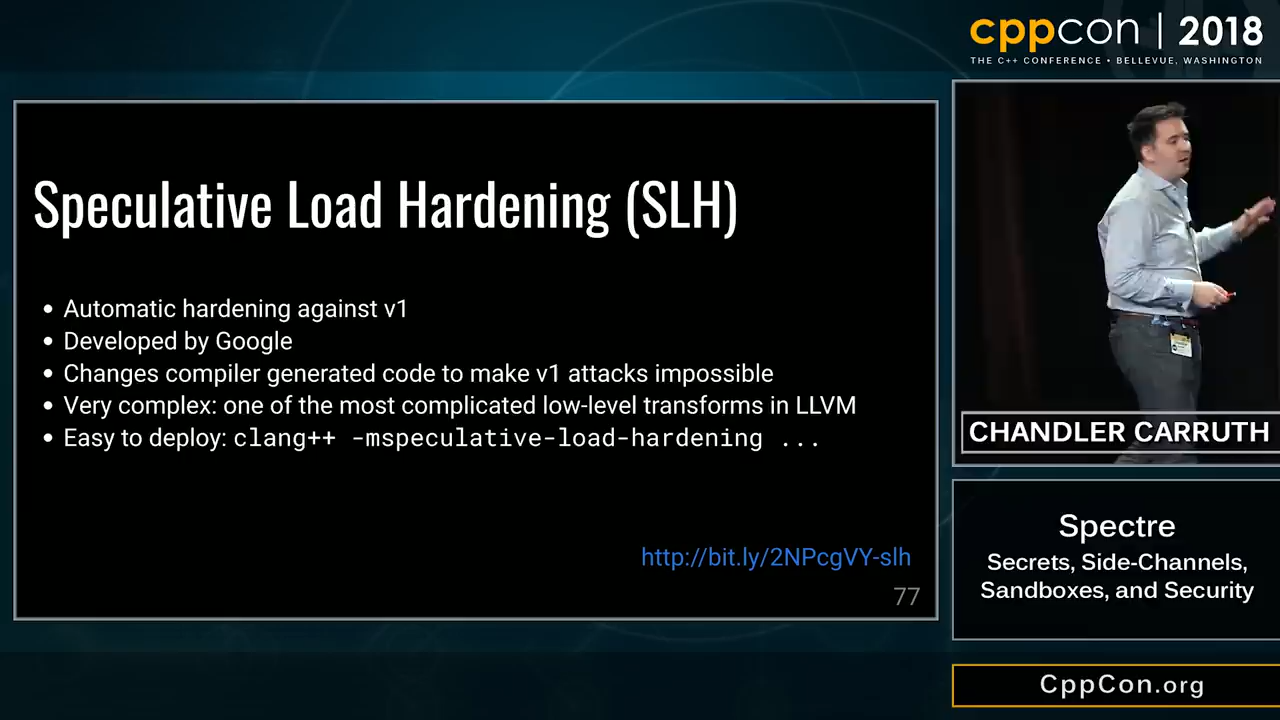 cppcon | 2018
THE C++ CONFERENCE • BELLEVUE, WASHINGTON
Speculative Load Hardening (SLH)
• Automatic hardening against v1
• Developed by Google
• Changes compiler generated code to make v1 attacks impossible
• Very complex: one of the most complicated low-level transforms in LLVM
• Easy to deploy: clang++ -mspeculative-load-hardening ...
http://bit.ly/2NPcgVY-slh
77
CHANDLER CARRUTH
Spectre
Secrets, Side-Channels,
Sandboxes, and Security
CppCon.org